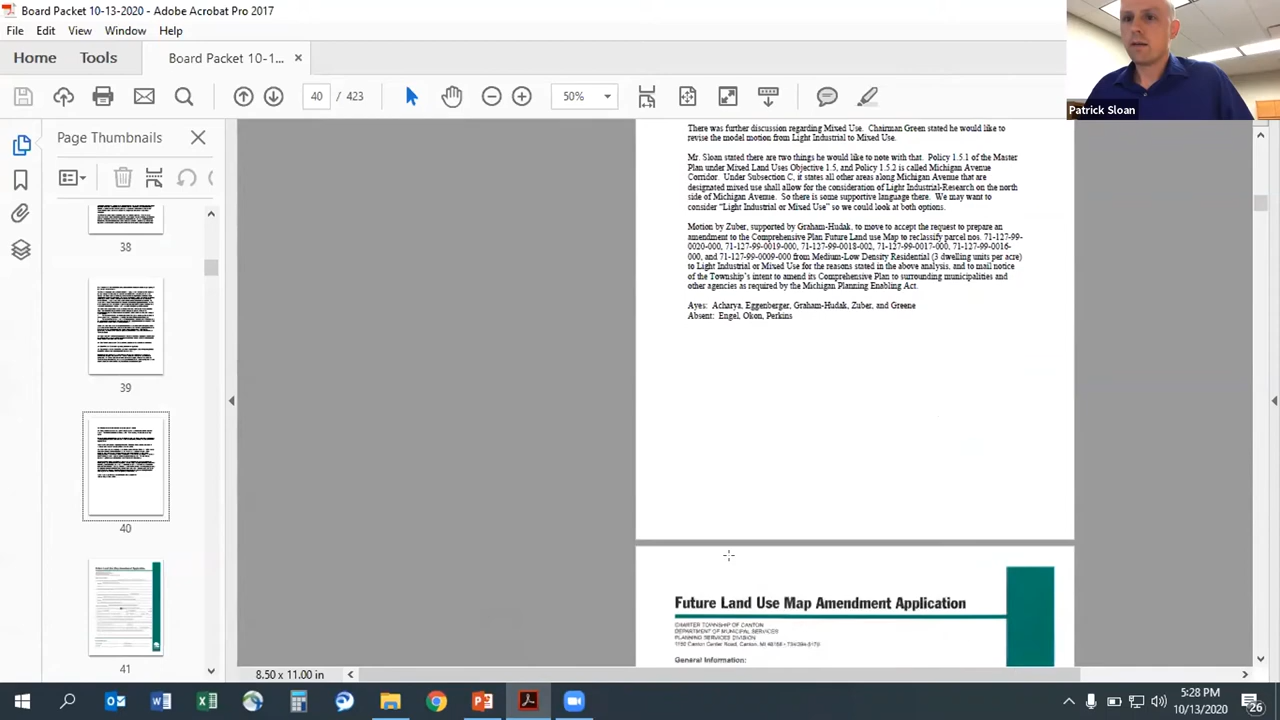 Board Packet 10-13-2020 - Adobe Acrobat Pro 2017
File Edit View Window Help
Home Tools Board Packet 10-1... ×
40 / 423 50%
Patrick Sloan
Page Thumbnails
38
39
40
41
There was further discussion regarding Mixed Use. Chairman Green stated he would like to
revise the model motion from Light Industrial to Mixed Use.
Mr. Sloan stated there are two things he would like to note with that. Policy 1.5.1 of the Master
Plan under Mixed Land Uses Objective 1.5, and Policy 1.5.2 is called Michigan Avenue
Corridor. Under Subsection C, it states all other areas along Michigan Avenue that are
designated mixed use shall allow for the consideration of Light Industrial-Research on the north
side of Michigan Avenue. So there is some supportive language there. We may want to
consider "Light Industrial or Mixed Use" so we could look at both options.
Motion by Zuber, supported by Graham-Hudak, to move to accept the request to prepare an
amendment to the Comprehensive Plan Future Land use Map to reclassify parcel nos. 71-127-99-
0020-000, 71-127-99-0019-000, 71-127-99-0018-002, 71-127-99-0017-000, 71-127-99-0016-
000, and 71-127-99-0009-000 from Medium-Low Density Residential (3 dwelling units per acre)
to Light Industrial or Mixed Use for the reasons stated in the above analysis, and to mail notice
of the Township's intent to amend its Comprehensive Plan to surrounding municipalities and
other agencies as required by the Michigan Planning Enabling Act.
Ayes: Acharya, Eggenberger, Graham-Hudak, Zuber, and Greene
Absent: Engel, Okon, Perkins
Future Land Use Map Amendment Application
CHARTER TOWNSHIP OF CANTON
DEPARTMENT OF MUNICIPAL SERVICES
PLANNING SERVICES DIVISION
1150 Canton Center Road, Canton, MI 48188 •
General Information:
8.50 x 11.00 in
5:28 PM
10/13/2020
26